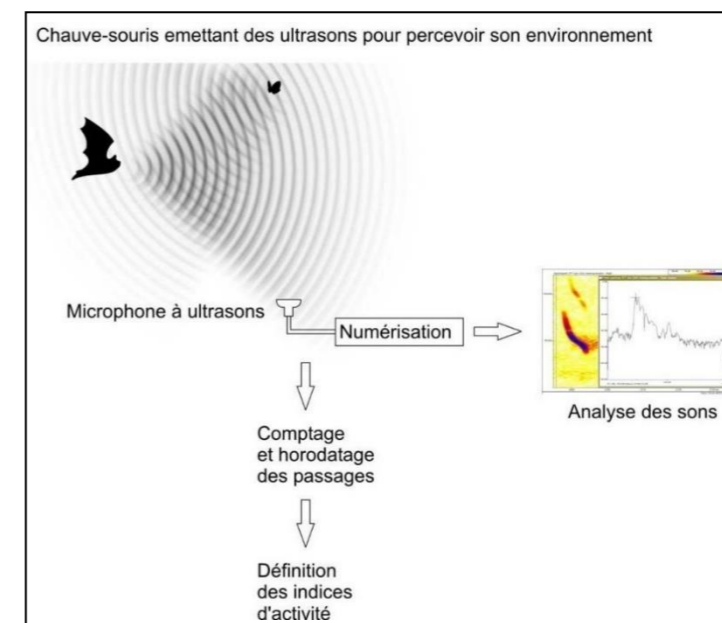 Chauve-souris emettant des ultrasons pour percevoir son environnement
Microphone à ultrasons
Numérisation
Analyse des sons
Comptage
et horodatage
des passages
Définition
des indices
d'activité